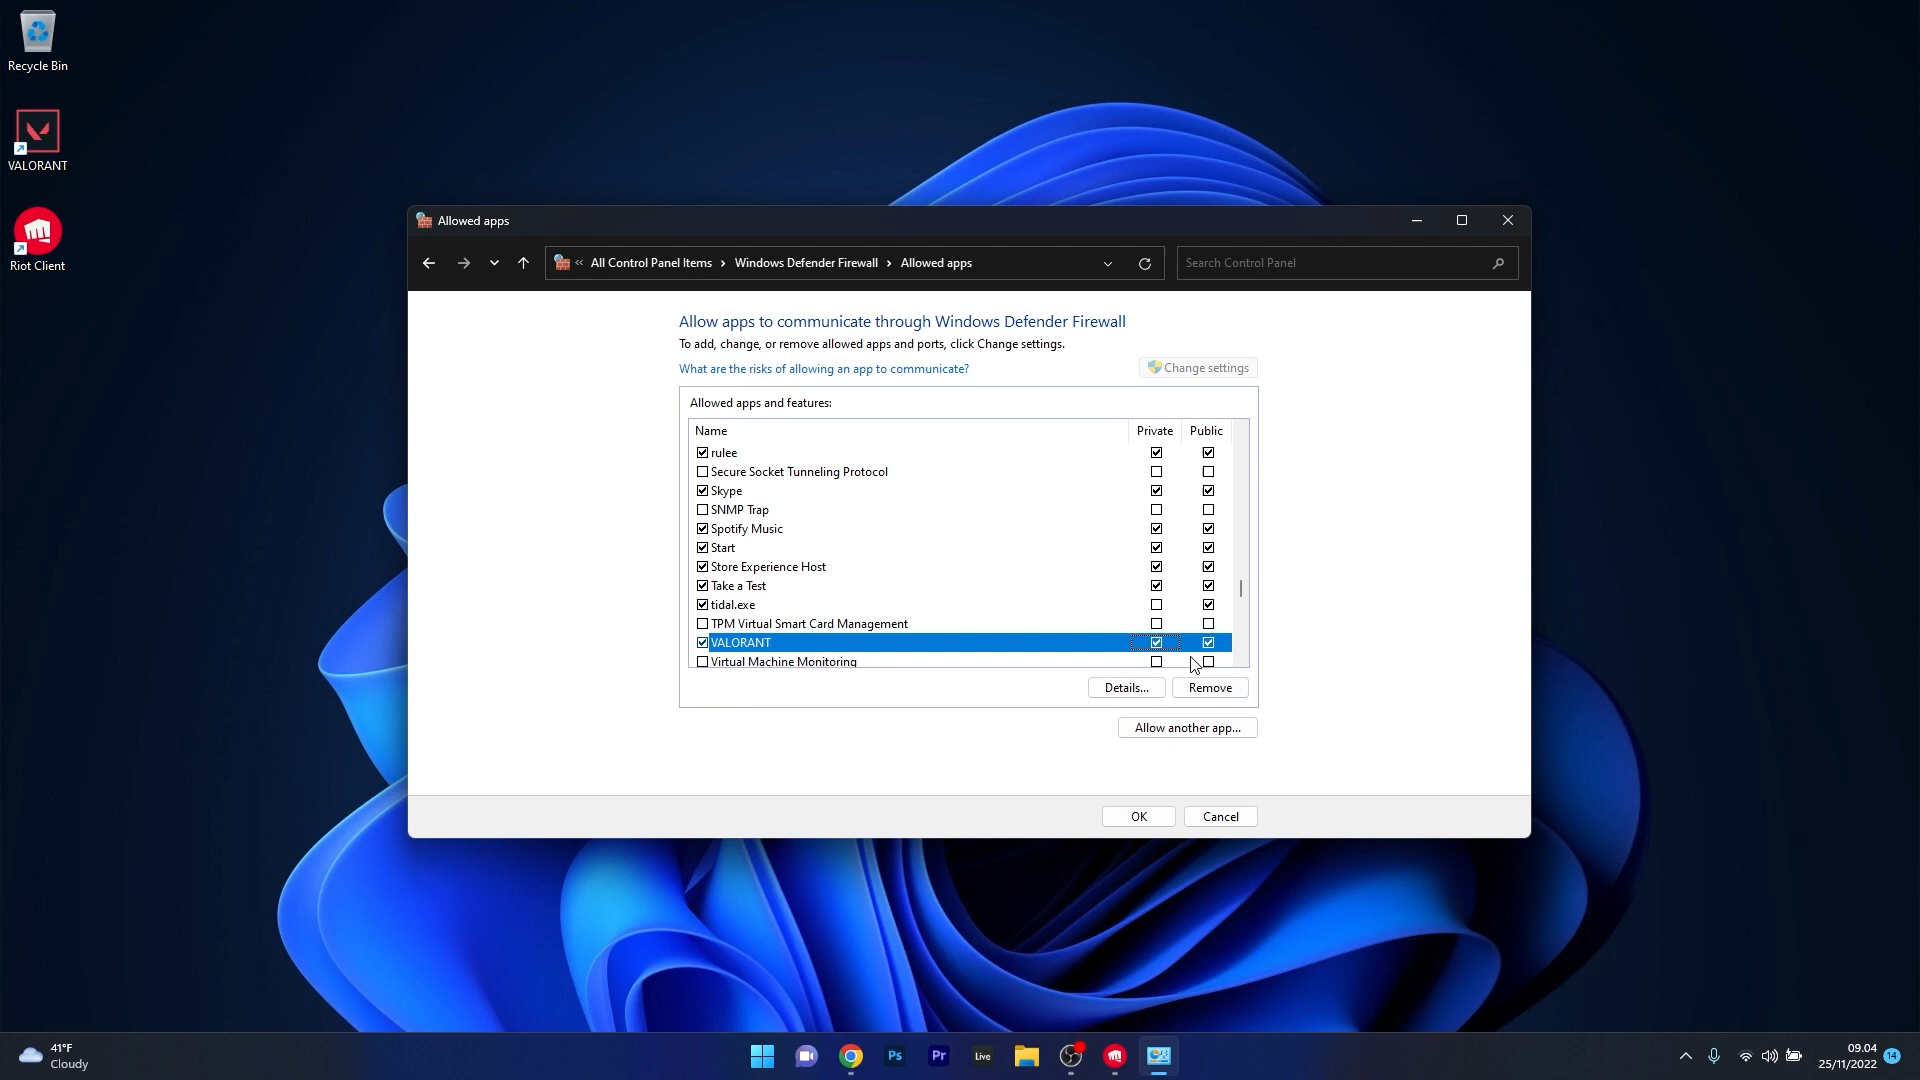 Recycle Bin
VALORANT
Riot Client
Allowed apps
« All Control Panel Items › Windows Defender Firewall › Allowed apps
Search Control Panel
Allow apps to communicate through Windows Defender Firewall
To add, change, or remove allowed apps and ports, click Change settings.
What are the risks of allowing an app to communicate?
Change settings
Allowed apps and features:
Name Private Public
rulee
Secure Socket Tunneling Protocol
Skype
SNMP Trap
Spotify Music
Start
Store Experience Host
Take a Test
tidal.exe
TPM Virtual Smart Card Management
VALORANT
Virtual Machine Monitoring
Details... Remove
Allow another app...
OK Cancel
41°F
Cloudy
Ps Pr Live
09.04
25/11/2022
14